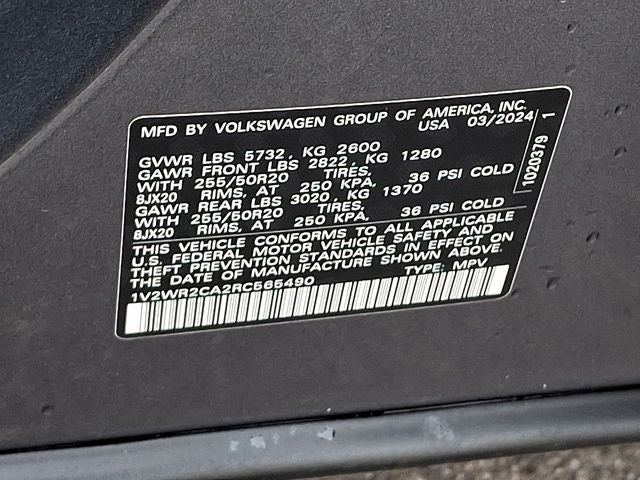 MFD BY VOLKSWAGEN GROUP OF AMERICA, INC.
USA 03/2024
GVWR LBS 5732, KG 2600
GAWR FRONT LBS 2822, KG 1280
WITH 255/50R20 TIRES,
8JX20 RIMS, AT 250 KPA, 36 PSI COLD
GAWR REAR LBS 3020, KG 1370
WITH 255/50R20 TIRES,
8JX20 RIMS, AT 250 KPA, 36 PSI COLD
THIS VEHICLE CONFORMS TO ALL APPLICABLE
U.S. FEDERAL MOTOR VEHICLE SAFETY AND
THEFT PREVENTION STANDARDS IN EFFECT ON
THE DATE OF MANUFACTURE SHOWN ABOVE.
1V2WR2CA2RC565490 TYPE: MPV
1020379 1